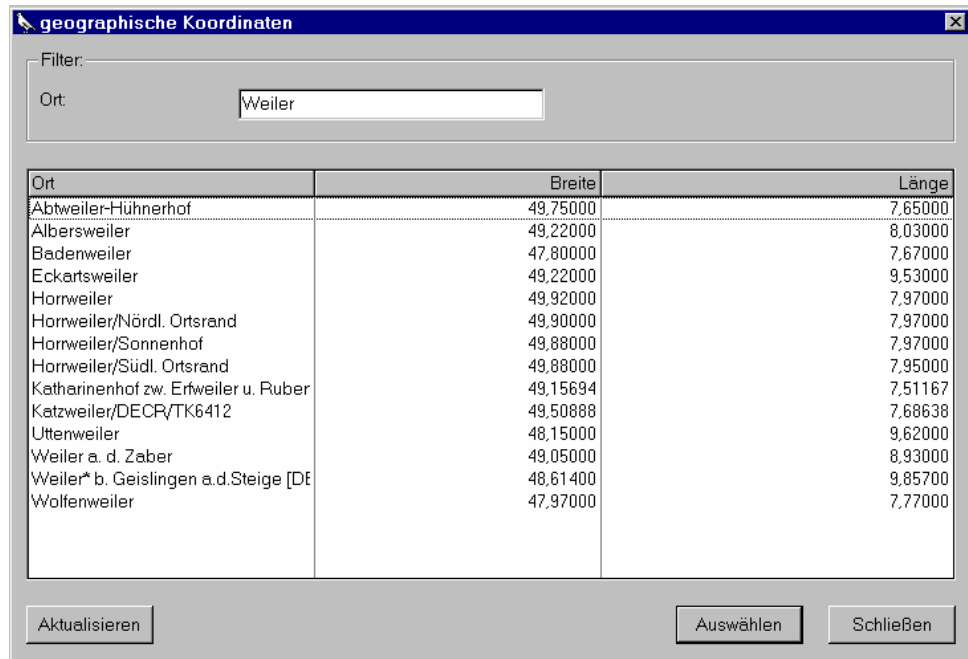 geographische Koordinaten
Filter:
Ort: Weiler
Ort Breite Länge
Abtweiler-Hühnerhof 49,75000 7,65000
Albersweiler 49,22000 8,03000
Badenweiler 47,80000 7,67000
Eckartsweiler 49,22000 9,53000
Horrweiler 49,92000 7,97000
Horrweiler/Nördl. Ortsrand 49,90000 7,97000
Horrweiler/Sonnenhof 49,88000 7,97000
Horrweiler/Südl. Ortsrand 49,88000 7,95000
Katharinenhof zw. Erfweiler u. Ruber 49,15694 7,51167
Katzweiler/DECR/TK6412 49,50888 7,68638
Uttenweiler 48,15000 9,62000
Weiler a. d. Zaber 49,05000 8,93000
Weiler* b. Geislingen a.d.Steige [DE 48,61400 9,85700
Wolfenweiler 47,97000 7,77000
Aktualisieren Auswählen Schließen